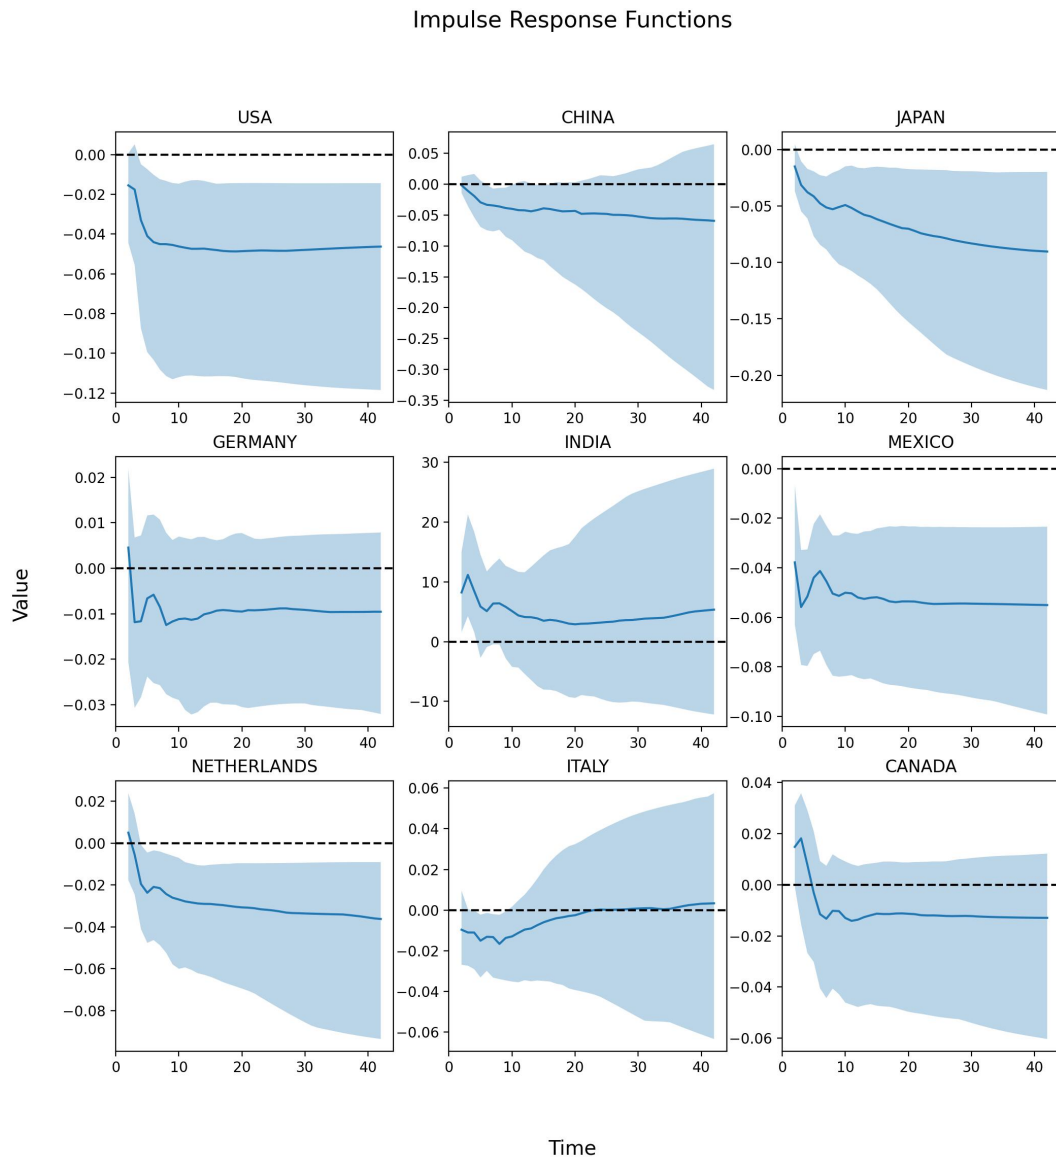 Impulse Response Functions
USA
CHINA
JAPAN
0.00
−0.02
−0.04
−0.06
−0.08
−0.10
−0.12
0 10 20 30 40
0.05
0.00
−0.05
−0.10
−0.15
−0.20
−0.25
−0.30
−0.35
0 10 20 30 40
0.00
−0.05
−0.10
−0.15
−0.20
0 10 20 30 40
GERMANY
INDIA
MEXICO
0.02
0.01
0.00
−0.01
−0.02
−0.03
0 10 20 30 40
30
20
10
0
−10
0 10 20 30 40
0.00
−0.02
−0.04
−0.06
−0.08
−0.10
0 10 20 30 40
NETHERLANDS
ITALY
CANADA
0.02
0.00
−0.02
−0.04
−0.06
−0.08
0 10 20 30 40
0.06
0.04
0.02
0.00
−0.02
−0.04
−0.06
0 10 20 30 40
0.04
0.02
0.00
−0.02
−0.04
−0.06
0 10 20 30 40
Value
Time